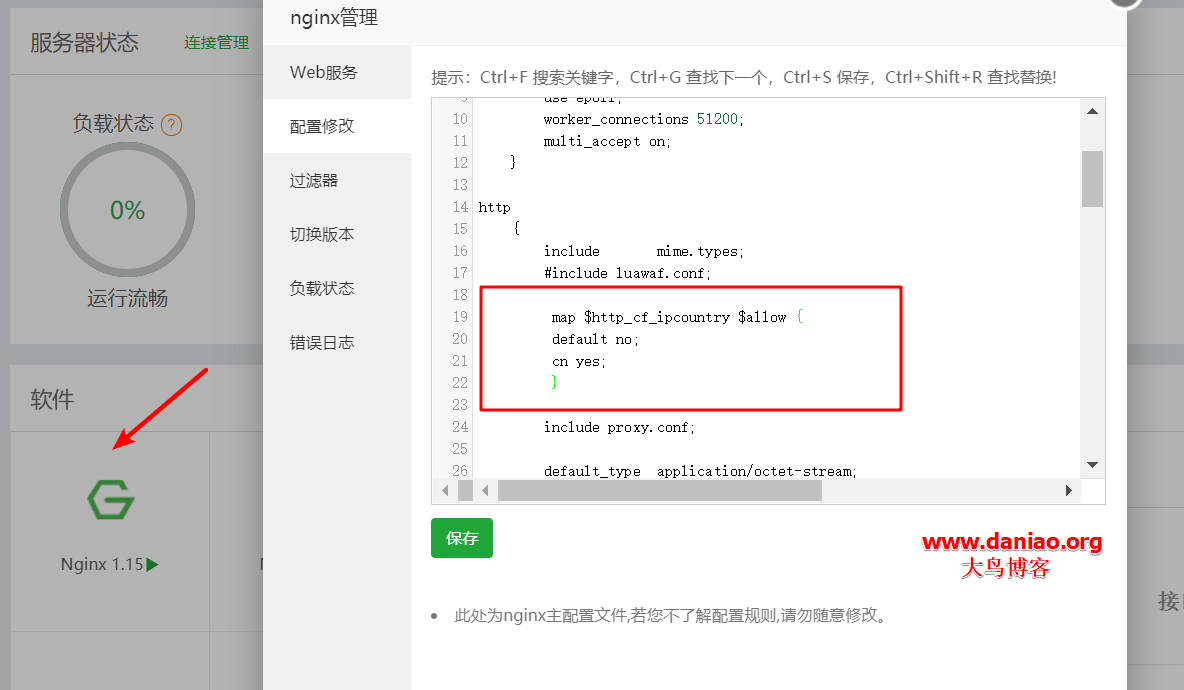 服务器状态
连接管理
负载状态 ?
0%
运行流畅
软件
Nginx 1.15
nginx管理
Web服务
配置修改
过滤器
切换版本
负载状态
错误日志
提示：Ctrl+F 搜索关键字，Ctrl+G 查找下一个，Ctrl+S 保存，Ctrl+Shift+R 查找替换!
9 use epoll;
10 worker_connections 51200;
11 multi_accept on;
12 }
13
14 http
15 {
16 include mime.types;
17 #include luawaf.conf;
18
19 map $http_cf_ipcountry $allow {
20 default no;
21 cn yes;
22 }
23
24 include proxy.conf;
25
26 default_type application/octet-stream;
保存
www.daniao.org
大鸟博客
此处为nginx主配置文件,若您不了解配置规则,请勿随意修改。